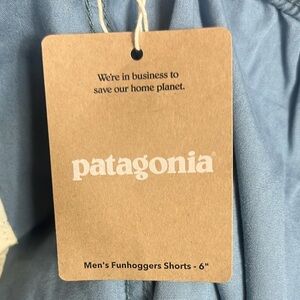 We're in business to
save our home planet.
patagonia
Men's Funhoggers Shorts - 6"